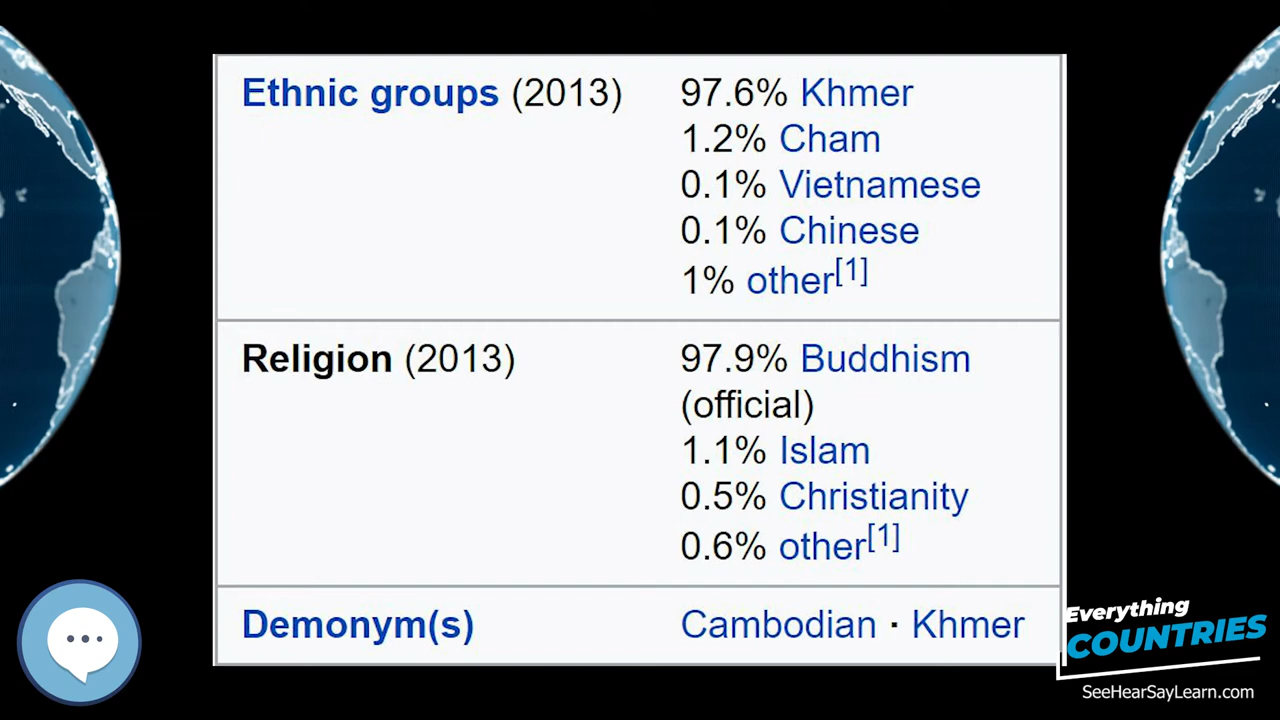 Ethnic groups (2013) 97.6% Khmer
1.2% Cham
0.1% Vietnamese
0.1% Chinese
1% other[1]
Religion (2013) 97.9% Buddhism
(official)
1.1% Islam
0.5% Christianity
0.6% other[1]
Demonym(s) Cambodian · Khmer
Everything
COUNTRIES
SeeHearSayLearn.com